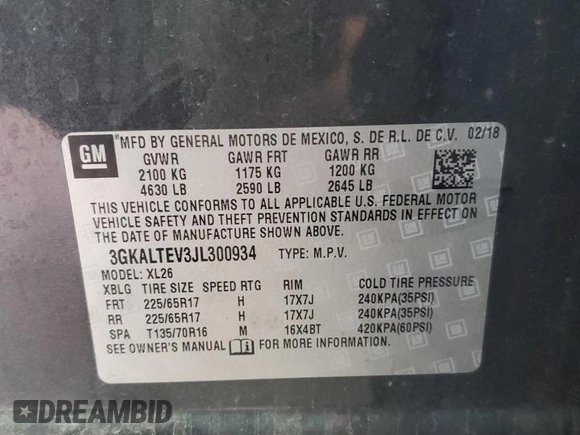 GM
*MFD BY GENERAL MOTORS DE MEXICO, S. DE R.L. DE C.V. 02/18
GVWR GAWR FRT GAWR RR
2100 KG 1175 KG 1200 KG
4630 LB 2590 LB 2645 LB
THIS VEHICLE CONFORMS TO ALL APPLICABLE U.S. FEDERAL MOTOR
VEHICLE SAFETY AND THEFT PREVENTION STANDARDS IN EFFECT ON
THE DATE OF MANUFACTURE SHOWN ABOVE.
3GKALTEV3JL300934 TYPE: M.P.V.
MODEL: XL26
XBLG TIRE SIZE SPEED RTG RIM COLD TIRE PRESSURE
FRT 225/65R17 H 17X7J 240KPA(35PSI)
RR 225/65R17 H 17X7J 240KPA(35PSI)
SPA T135/70R16 M 16X4BT 420KPA(60PSI)
SEE OWNER'S MANUAL FOR MORE INFORMATION.
DREAMBID